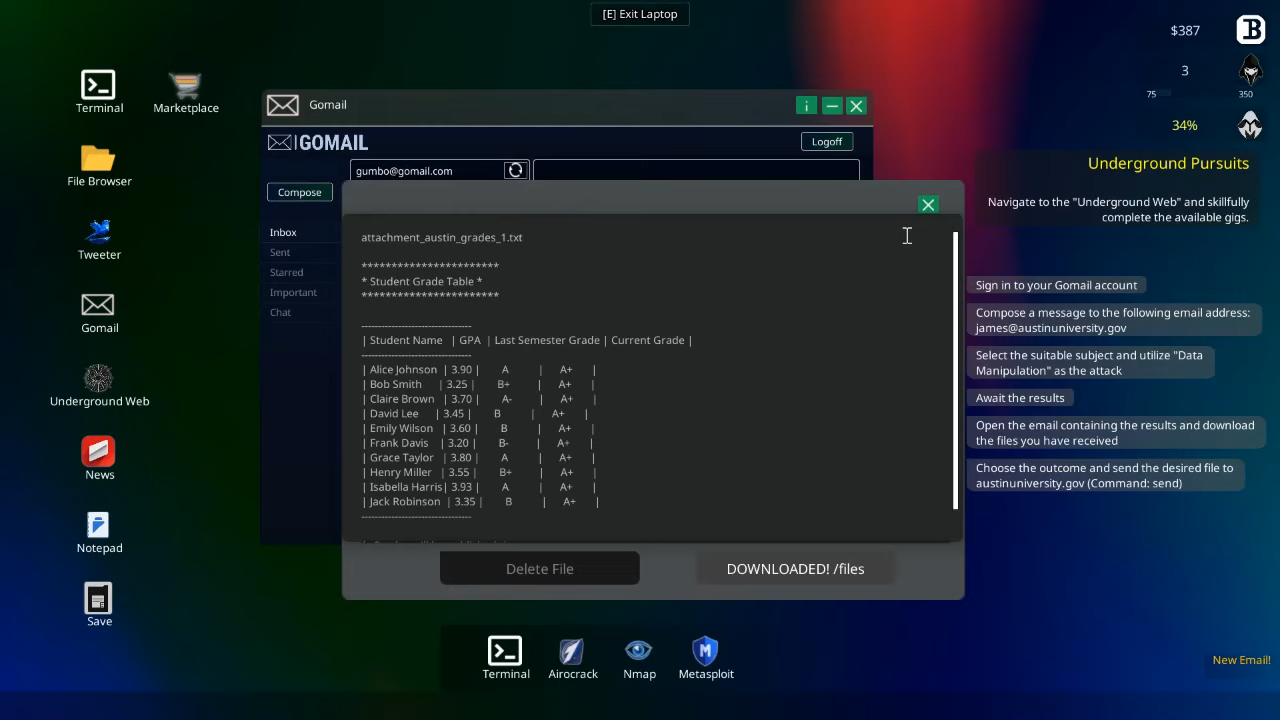 [E] Exit Laptop
$387
3
75
350
34%
Underground Pursuits
Navigate to the "Underground Web" and skillfully
complete the available gigs.
Terminal
Marketplace
File Browser
Tweeter
Gomail
Underground Web
News
Notepad
Save
Gomail
i
GOMAIL
Logoff
gumbo@gomail.com
Compose
Inbox
Sent
Starred
Important
Chat
attachment_austin_grades_1.txt
***********************
* Student Grade Table *
***********************
--------------------------------
| Student Name | GPA | Last Semester Grade | Current Grade |
--------------------------------
| Alice Johnson | 3.90 | A | A+ |
| Bob Smith | 3.25 | B+ | A+ |
| Claire Brown | 3.70 | A- | A+ |
| David Lee | 3.45 | B | A+ |
| Emily Wilson | 3.60 | B | A+ |
| Frank Davis | 3.20 | B- | A+ |
| Grace Taylor | 3.80 | A | A+ |
| Henry Miller | 3.55 | B+ | A+ |
| Isabella Harris | 3.93 | A | A+ |
| Jack Robinson | 3.35 | B | A+ |
--------------------------------
Delete File
DOWNLOADED! /files
Sign in to your Gomail account
Compose a message to the following email address:
james@austinuniversity.gov
Select the suitable subject and utilize "Data
Manipulation" as the attack
Await the results
Open the email containing the results and download
the files you have received
Choose the outcome and send the desired file to
austinuniversity.gov (Command: send)
Terminal
Airocrack
Nmap
Metasploit
New Email!